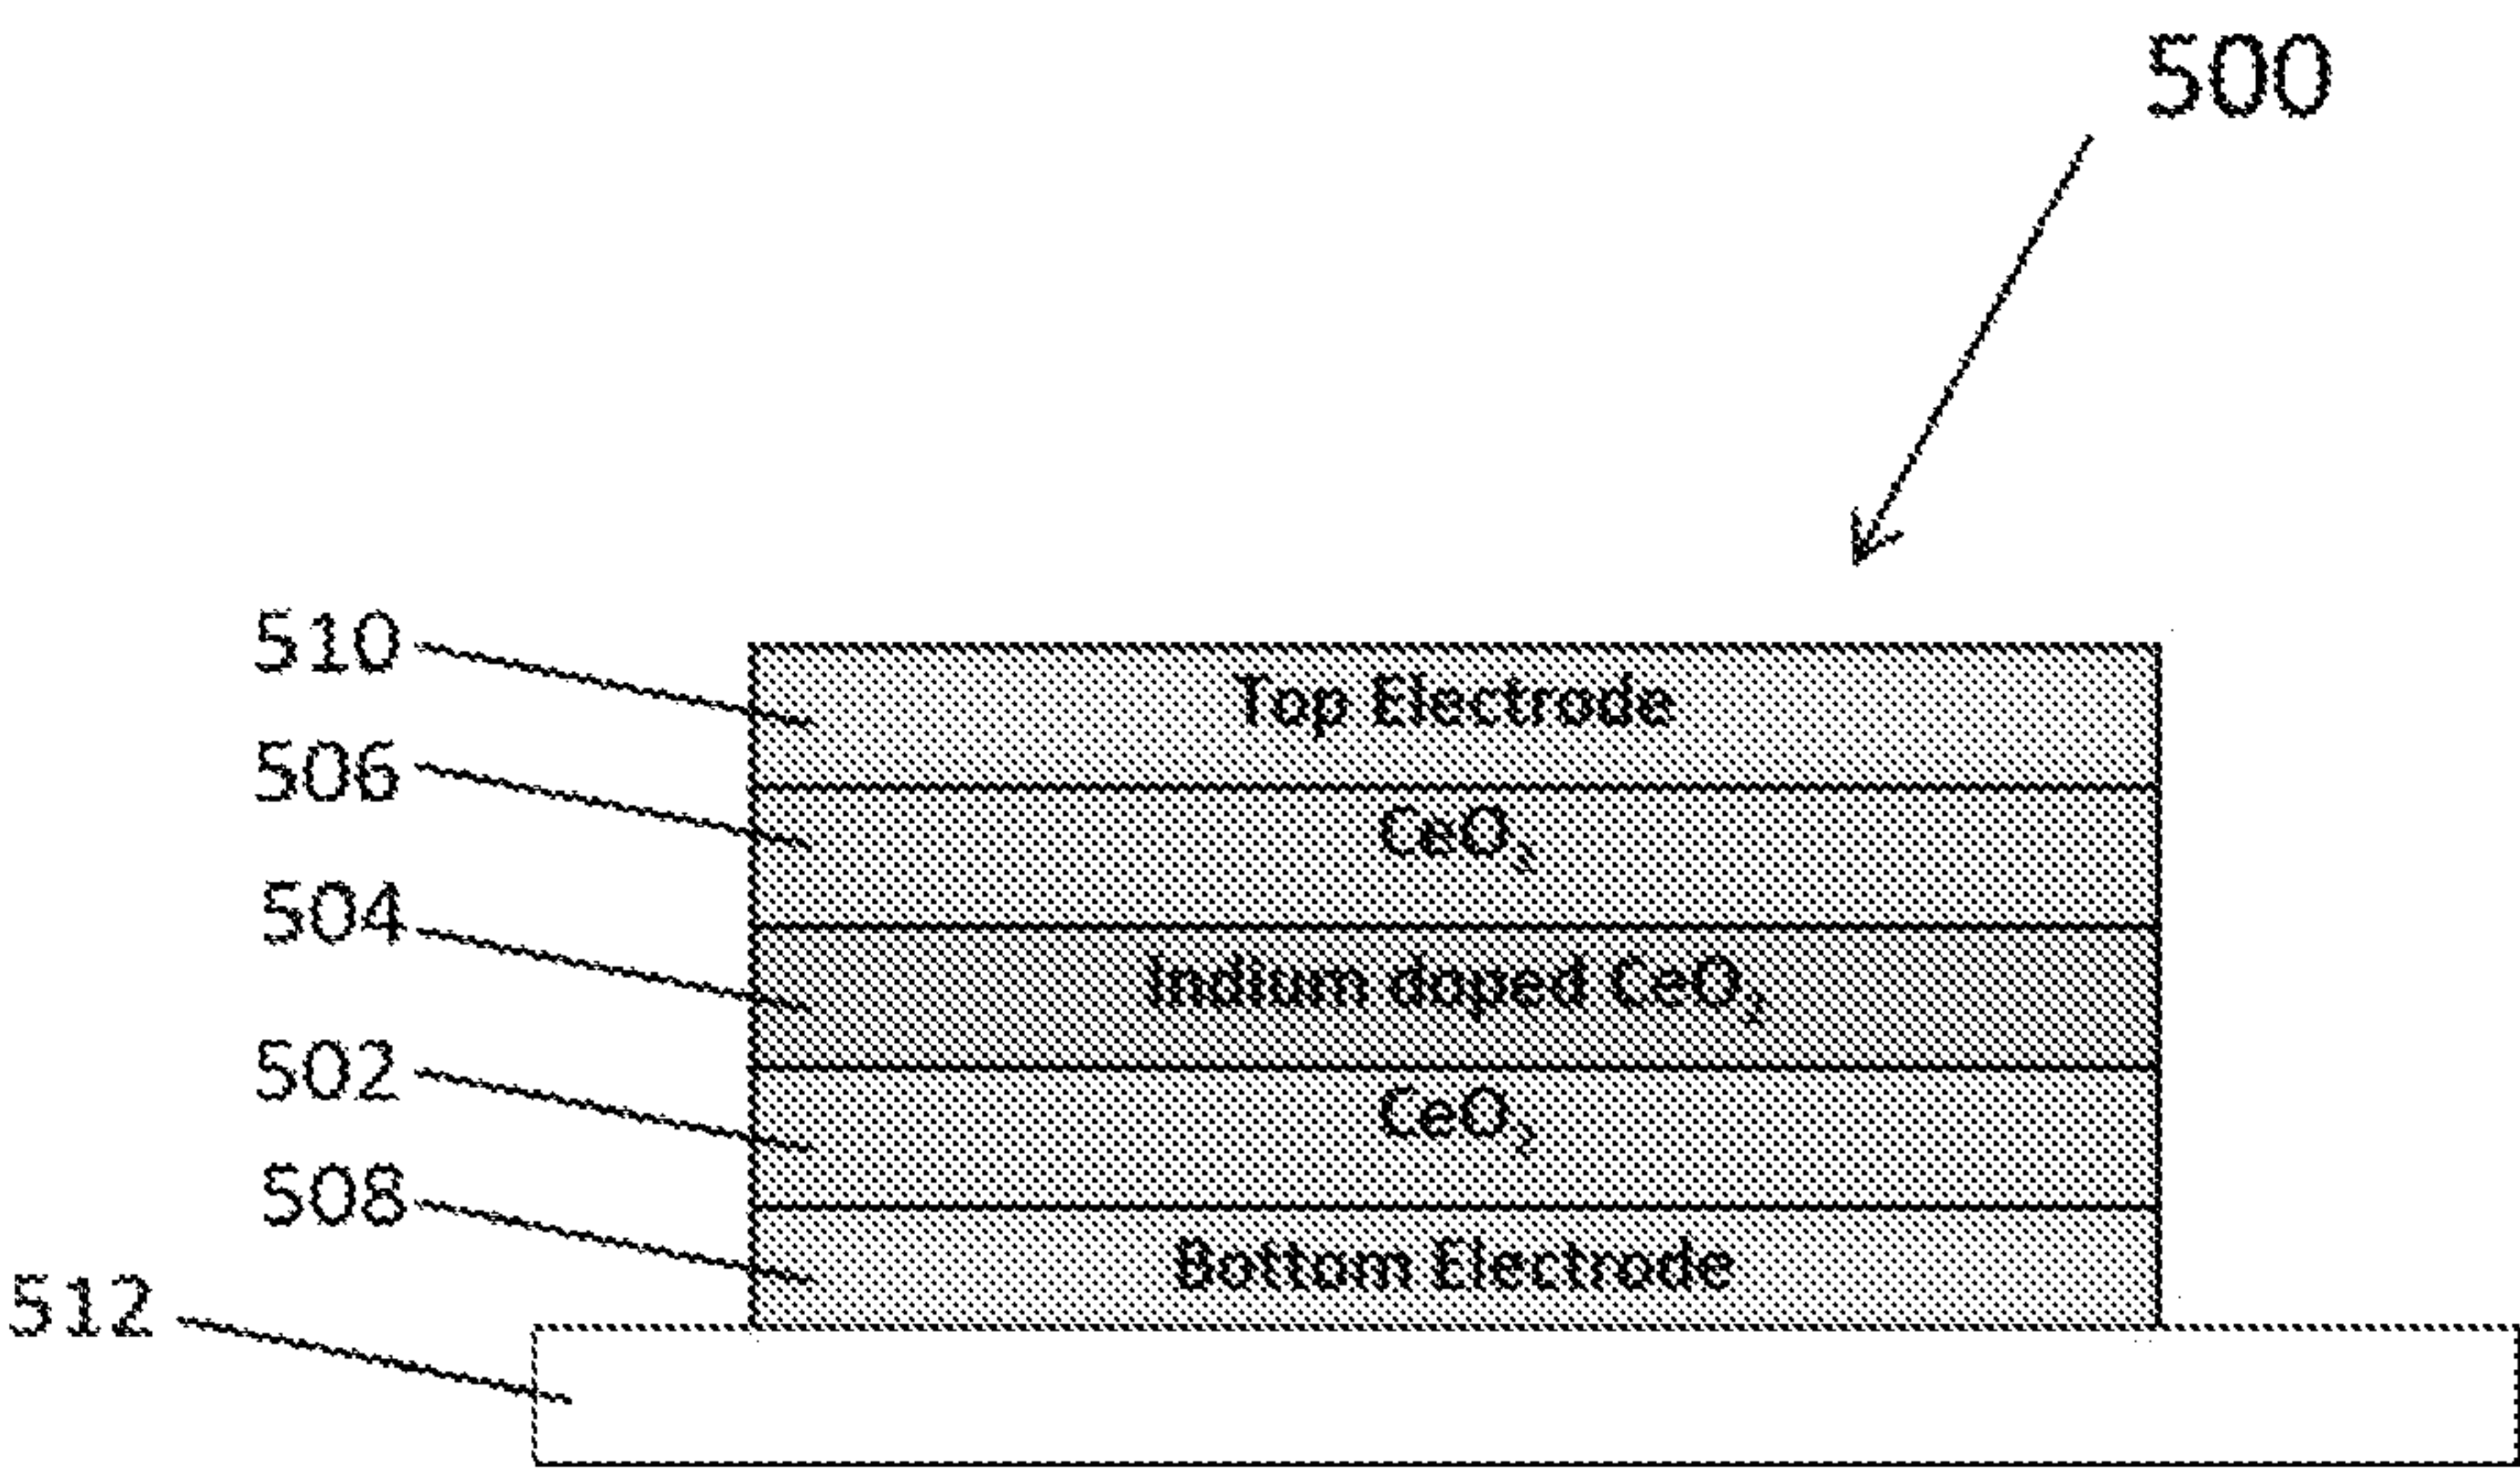 500
510
Top Electrode
506
CeO₂
504
Indium doped CeO₂
502
CeO₂
508
Bottom Electrode
512